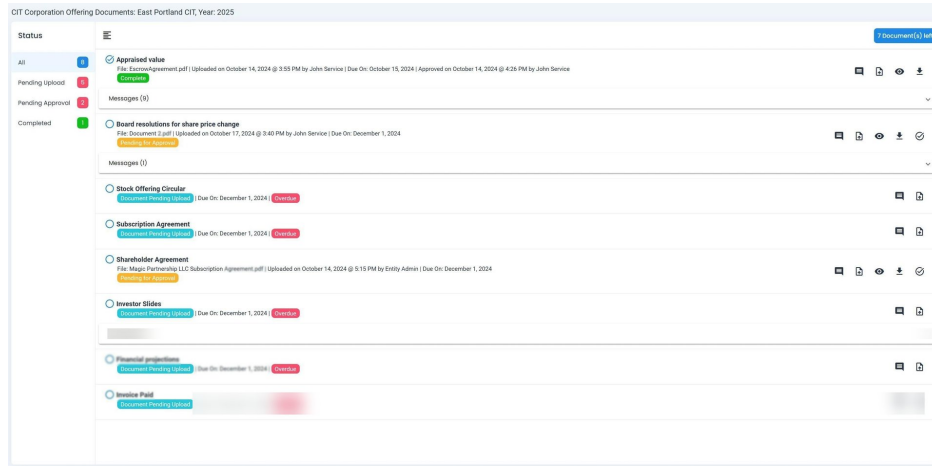 CIT Corporation Offering Documents: East Portland CIT, Year: 2025
Status
7 Document(s) left
All 8
Pending Upload 5
Pending Approval 2
Completed 1
Appraised value
File: EscrowAgreement.pdf | Uploaded on October 14, 2024 @ 3:55 PM by John Service | Due On: October 15, 2024 | Approved on October 14, 2024 @ 4:26 PM by John Service
Complete
Messages (9)
Board resolutions for share price change
File: Document 2.pdf | Uploaded on October 17, 2024 @ 3:40 PM by John Service | Due On: December 1, 2024
Pending for Approval
Messages (1)
Stock Offering Circular
Document Pending Upload | Due On: December 1, 2024 | Overdue
Subscription Agreement
Document Pending Upload | Due On: December 1, 2024 | Overdue
Shareholder Agreement
File: Magic Partnership LLC Subscription Agreement.pdf | Uploaded on October 14, 2024 @ 5:15 PM by Entity Admin | Due On: December 1, 2024
Pending for Approval
Investor Slides
Document Pending Upload | Due On: December 1, 2024 | Overdue
Financial projections
Document Pending Upload | Due On: December 1, 2024 | Overdue
Invoice Paid
Document Pending Upload